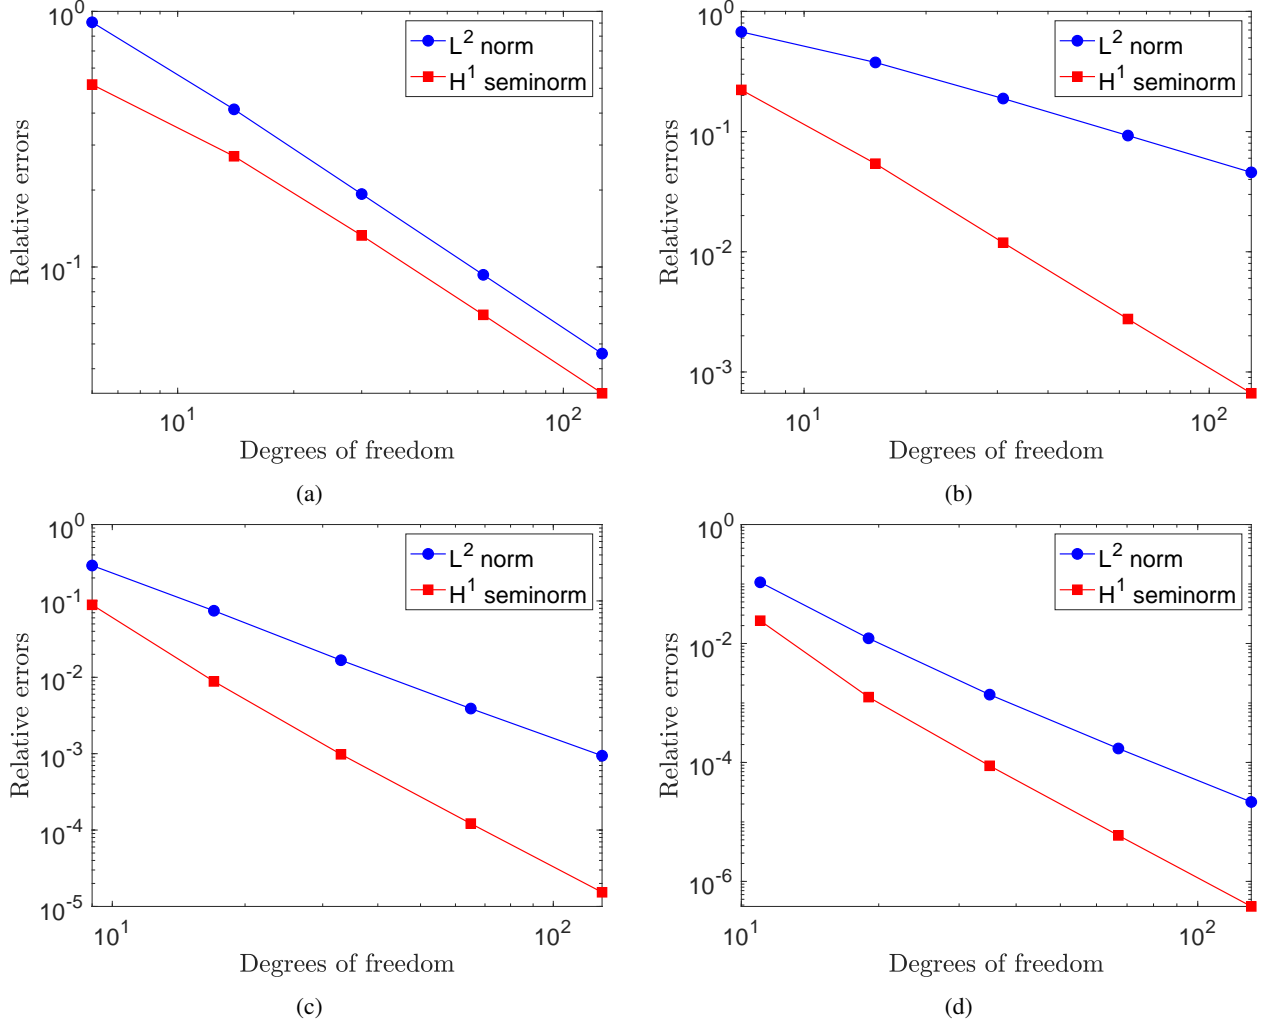 10^0
L^2 norm
H^1 seminorm
10^-1
Relative errors
10^1
10^2
Degrees of freedom
(a)
10^0
L^2 norm
H^1 seminorm
10^-1
10^-2
10^-3
Relative errors
10^1
10^2
Degrees of freedom
(b)
10^0
L^2 norm
H^1 seminorm
10^-1
10^-2
10^-3
10^-4
10^-5
Relative errors
10^1
10^2
Degrees of freedom
(c)
10^0
L^2 norm
H^1 seminorm
10^-2
10^-4
10^-6
Relative errors
10^1
10^2
Degrees of freedom
(d)